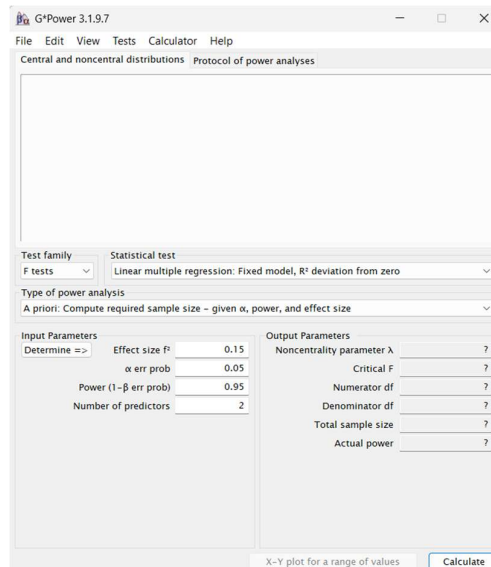 G*Power 3.1.9.7
File Edit View Tests Calculator Help
Central and noncentral distributions Protocol of power analyses
Test family
F tests
Statistical test
Linear multiple regression: Fixed model, R² deviation from zero
Type of power analysis
A priori: Compute required sample size – given α, power, and effect size
Input Parameters
Determine =>
Effect size f² 0.15
α err prob 0.05
Power (1-β err prob) 0.95
Number of predictors 2
Output Parameters
Noncentrality parameter λ ?
Critical F ?
Numerator df ?
Denominator df ?
Total sample size ?
Actual power ?
X-Y plot for a range of values Calculate